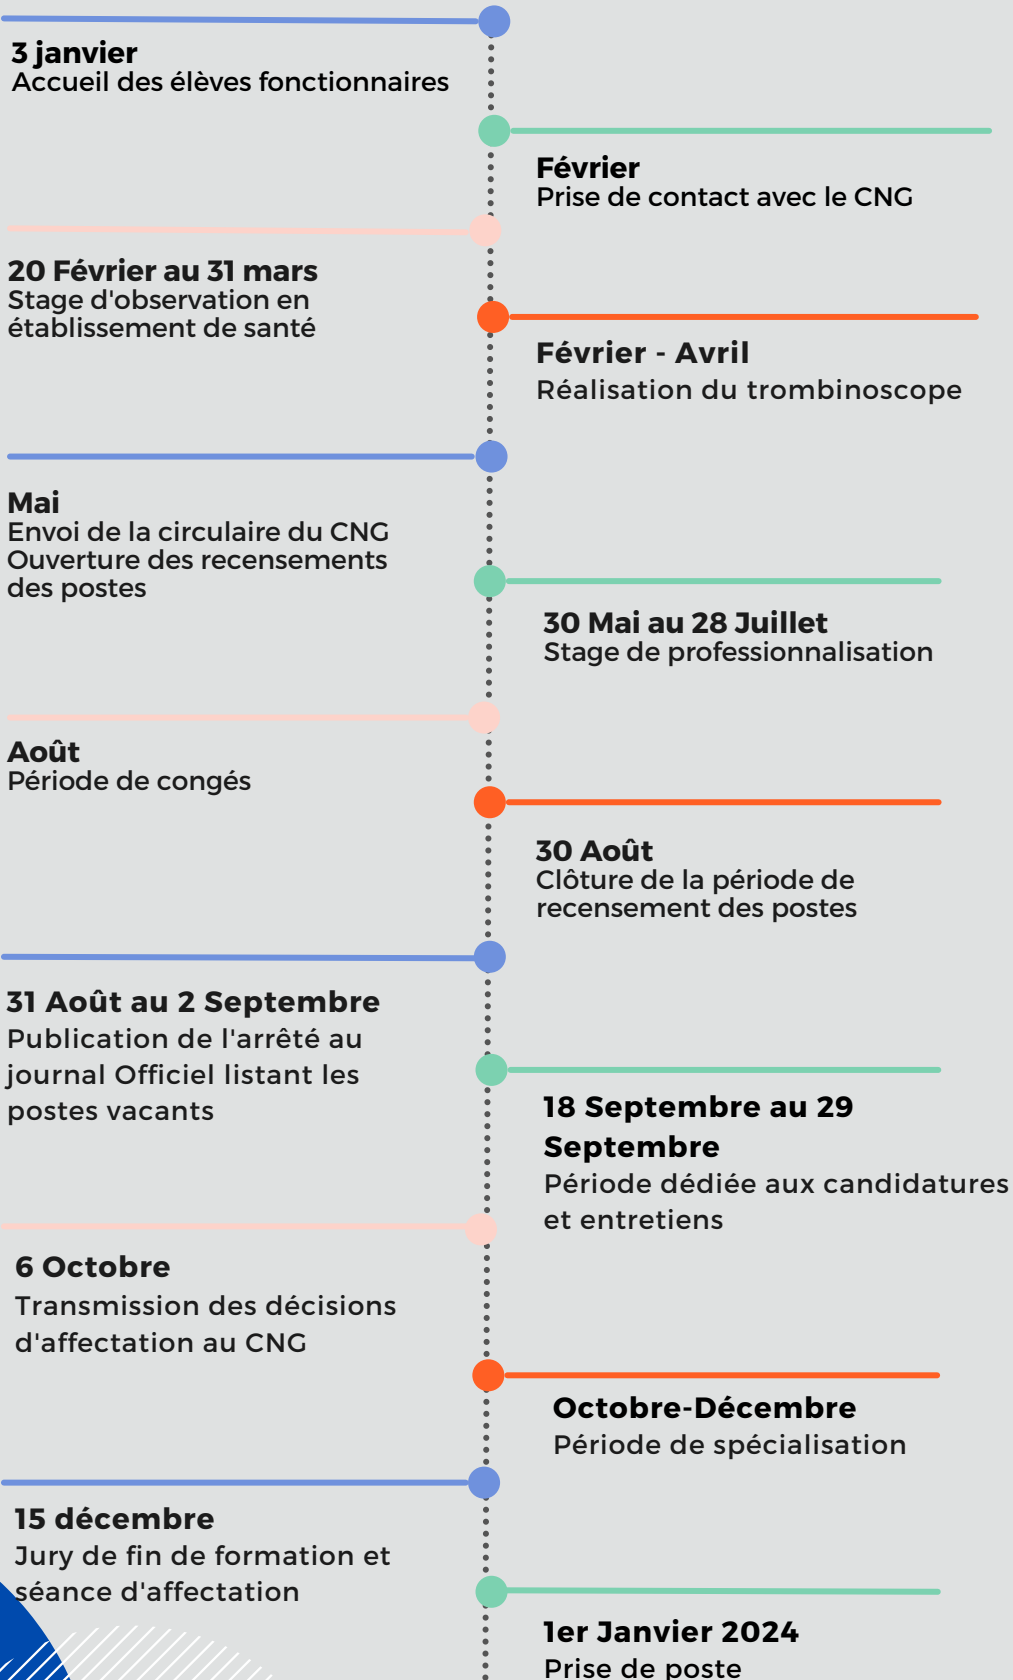 3 janvier
Accueil des élèves fonctionnaires
Février
Prise de contact avec le CNG
20 Février au 31 mars
Stage d'observation en
établissement de santé
Février - Avril
Réalisation du trombinoscope
Mai
Envoi de la circulaire du CNG
Ouverture des recensements
des postes
30 Mai au 28 Juillet
Stage de professionnalisation
Août
Période de congés
30 Août
Clôture de la période de
recensement des postes
31 Août au 2 Septembre
Publication de l'arrêté au
journal Officiel listant les
postes vacants
18 Septembre au 29
Septembre
Période dédiée aux candidatures
et entretiens
6 Octobre
Transmission des décisions
d'affectation au CNG
Octobre-Décembre
Période de spécialisation
15 décembre
Jury de fin de formation et
séance d'affectation
1er Janvier 2024
Prise de poste